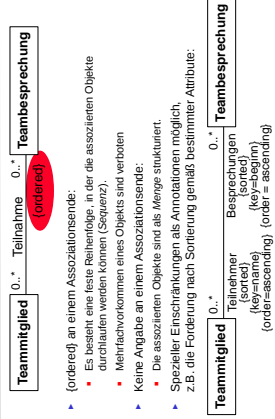 Teammitglied 0..* Teilnahme 0..* Teambesprechung
{ordered}
{ordered} an einem Assoziationsende:
Es besteht eine feste Reihenfolge, in der die assoziierten Objekte
durchlaufen werden können (Sequenz).
Mehrfachvorkommen eines Objekts sind verboten
Keine Angabe an einem Assoziationsende:
Die assoziierten Objekte sind als Menge strukturiert.
Spezieller Einschränkungen als Annotationen möglich,
z.B. die Forderung nach Sortierung gemäß bestimmter Attribute:
Teammitglied 0..* 0..* Teambesprechung
Teilnehmer Besprechungen
{sorted} {sorted}
{key=name} {key=beginn}
{order=ascending} {order = ascending}